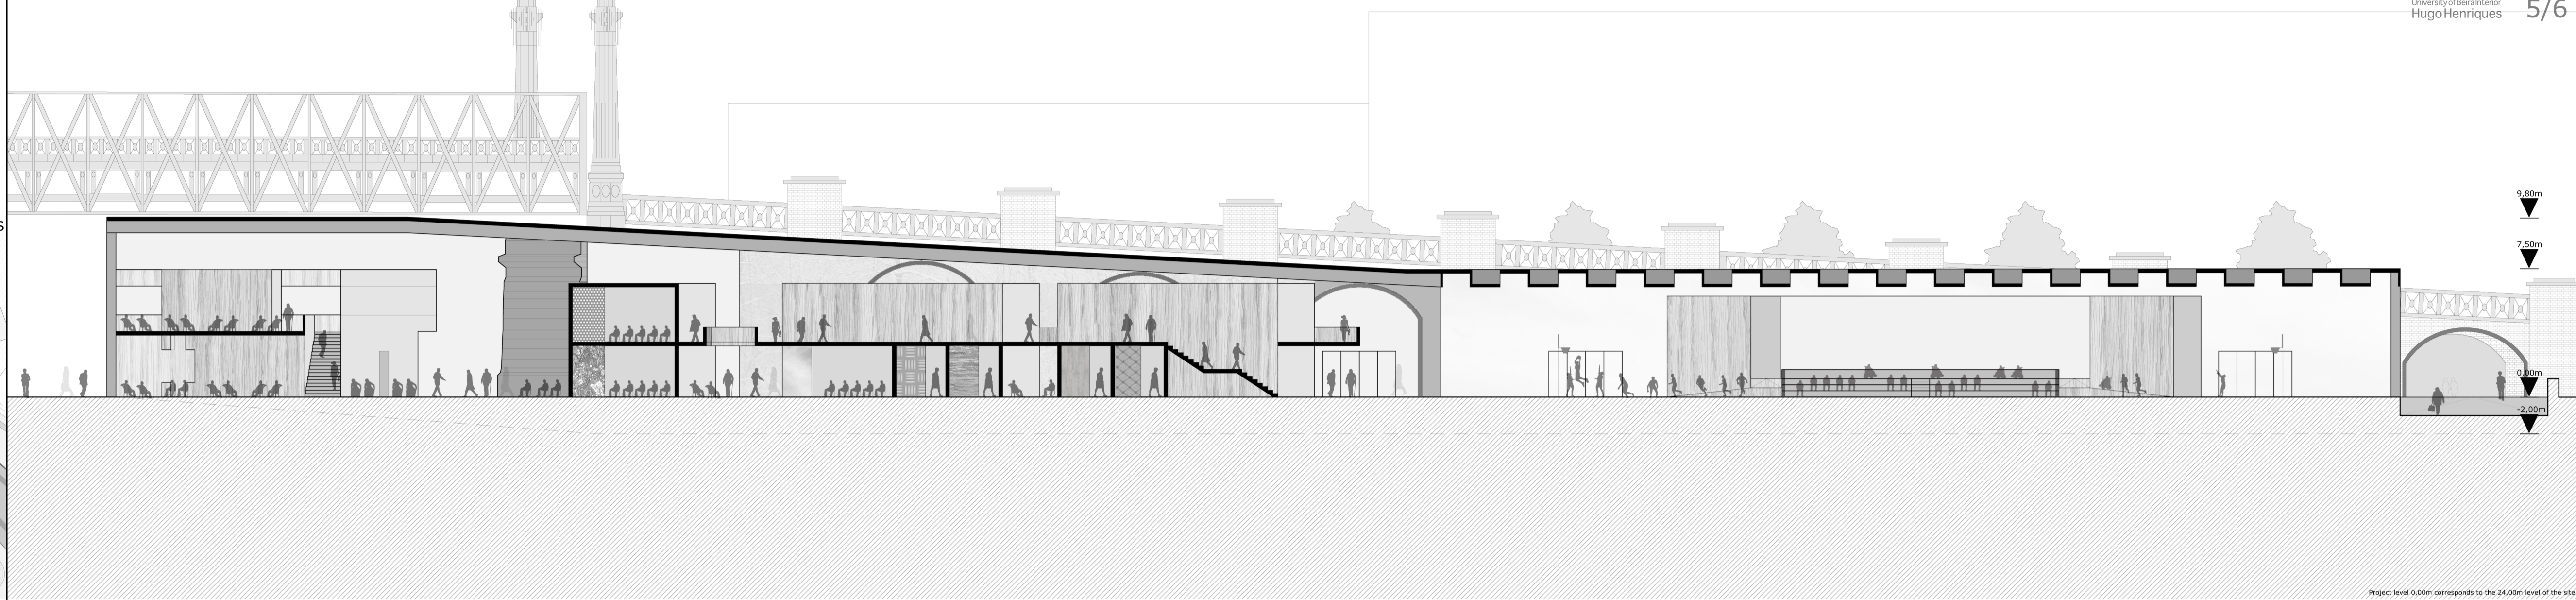 University of Beira Interior
Hugo Henriques
5/6
9,80m
7,50m
0,00m
-2,00m
Project level 0,00m corresponds to the 24,00m level of the site